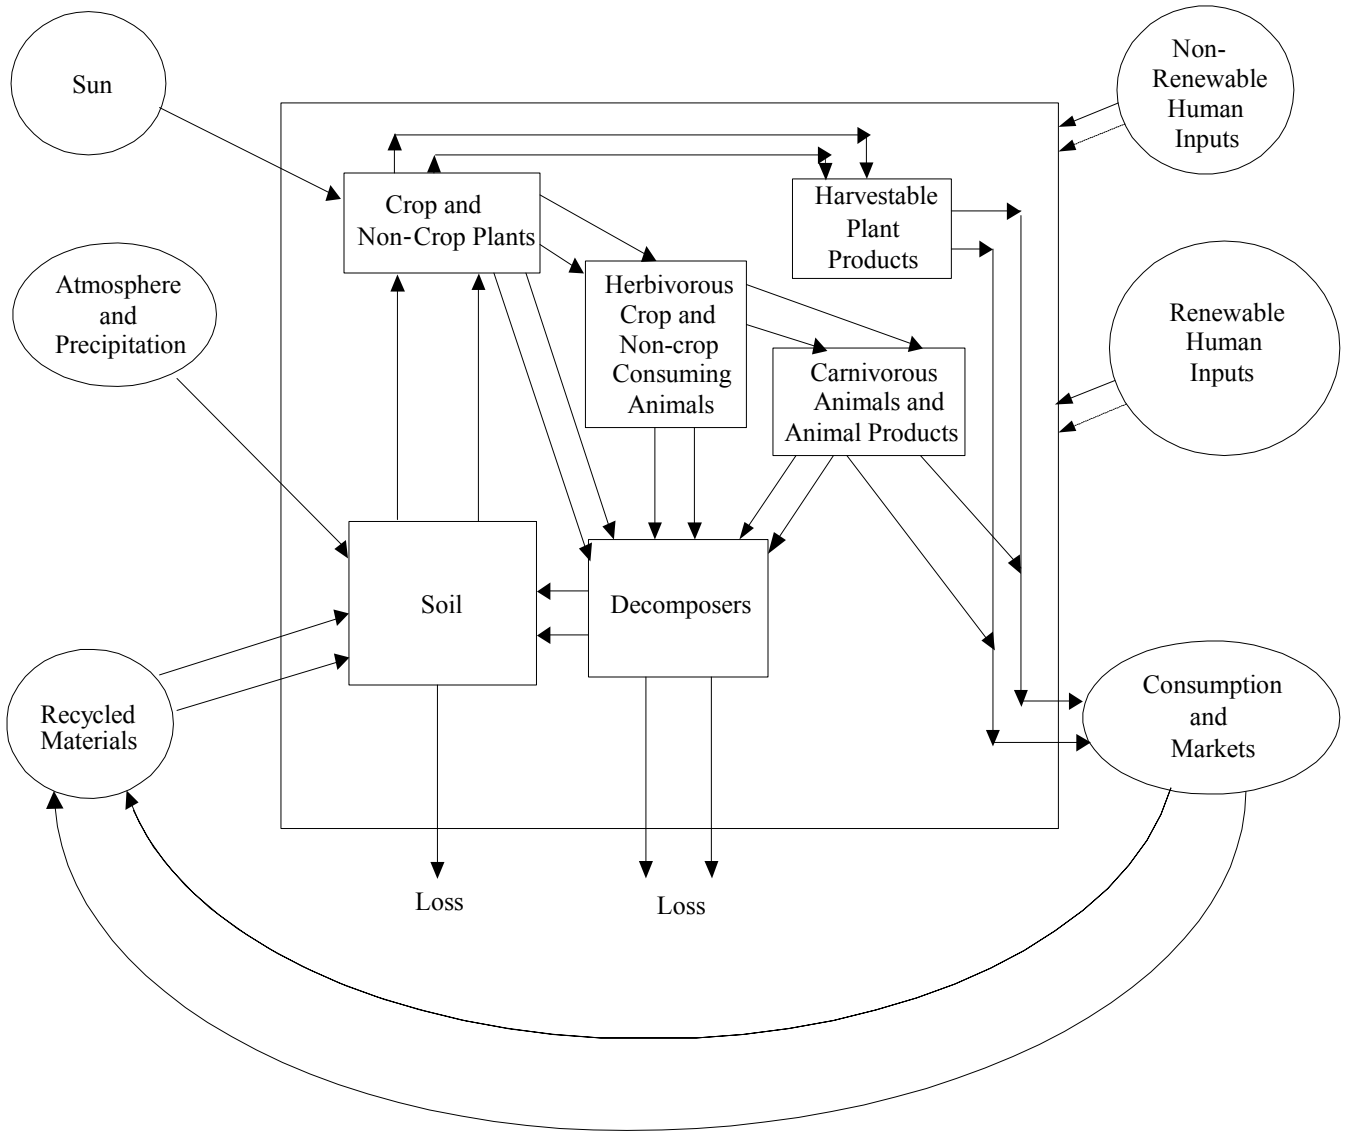 Sun
Non-
Renewable
Human
Inputs
Crop and
Non-Crop Plants
Harvestable
Plant
Products
Atmosphere
and
Precipitation
Herbivorous
Crop and
Non-crop
Consuming
Animals
Renewable
Human
Inputs
Carnivorous
Animals and
Animal Products
Soil
Decomposers
Recycled
Materials
Consumption
and
Markets
Loss
Loss